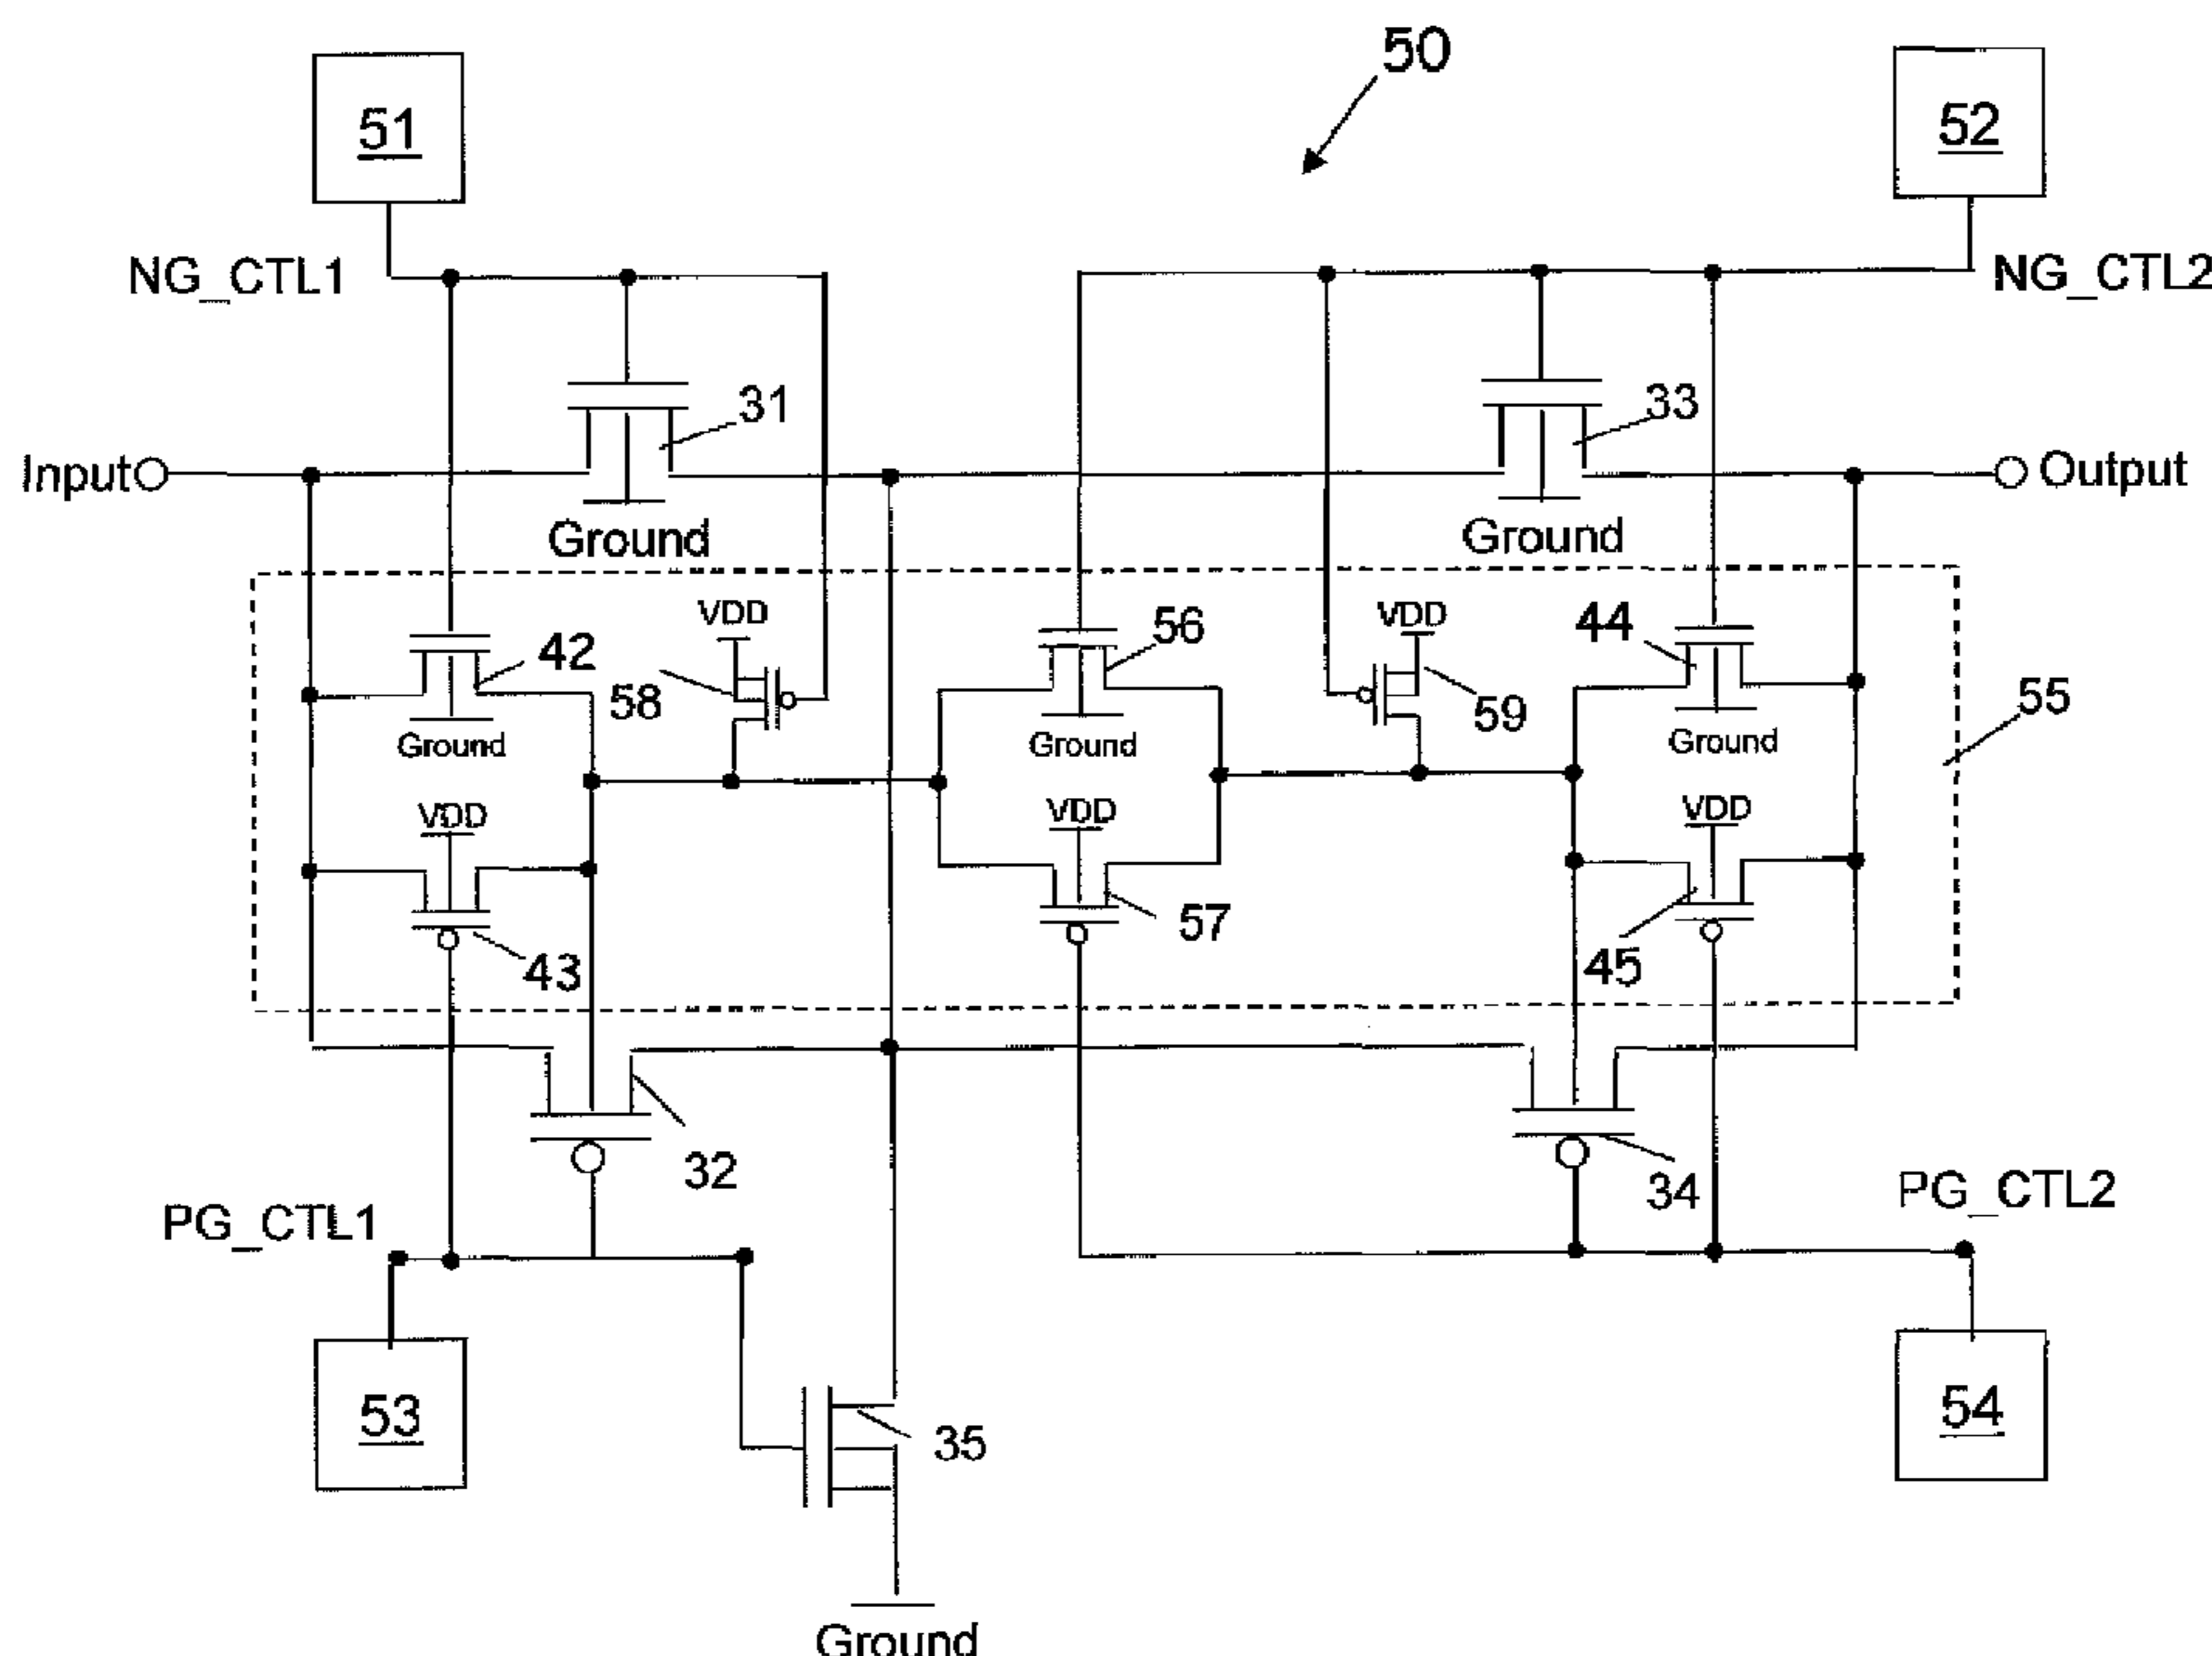 50
51
52
NG_CTL1
NG_CTL2
31
33
Input
Output
Ground
Ground
VDD
56
VDD
44
42
58
59
55
Ground
Ground
Ground
VDD
VDD
VDD
57
43
45
32
34
PG_CTL1
PG_CTL2
53
35
54
Ground